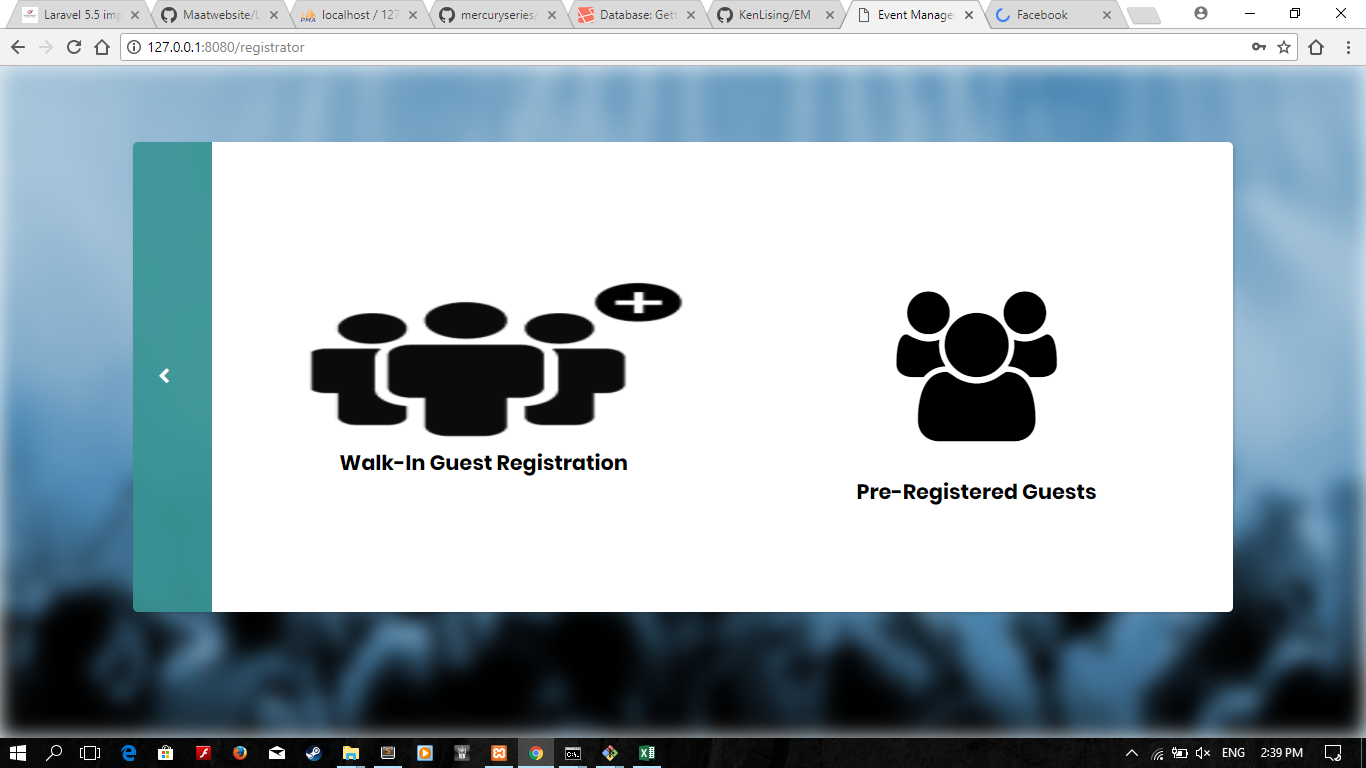 Laravel 5.5 imp
Maatwebsite/L
localhost / 127
mercuryseries/
Database: Gett
KenLising/EM
Event Manage
Facebook
127.0.0.1:8080/registrator
Walk-In Guest Registration
Pre-Registered Guests
ENG
2:39 PM